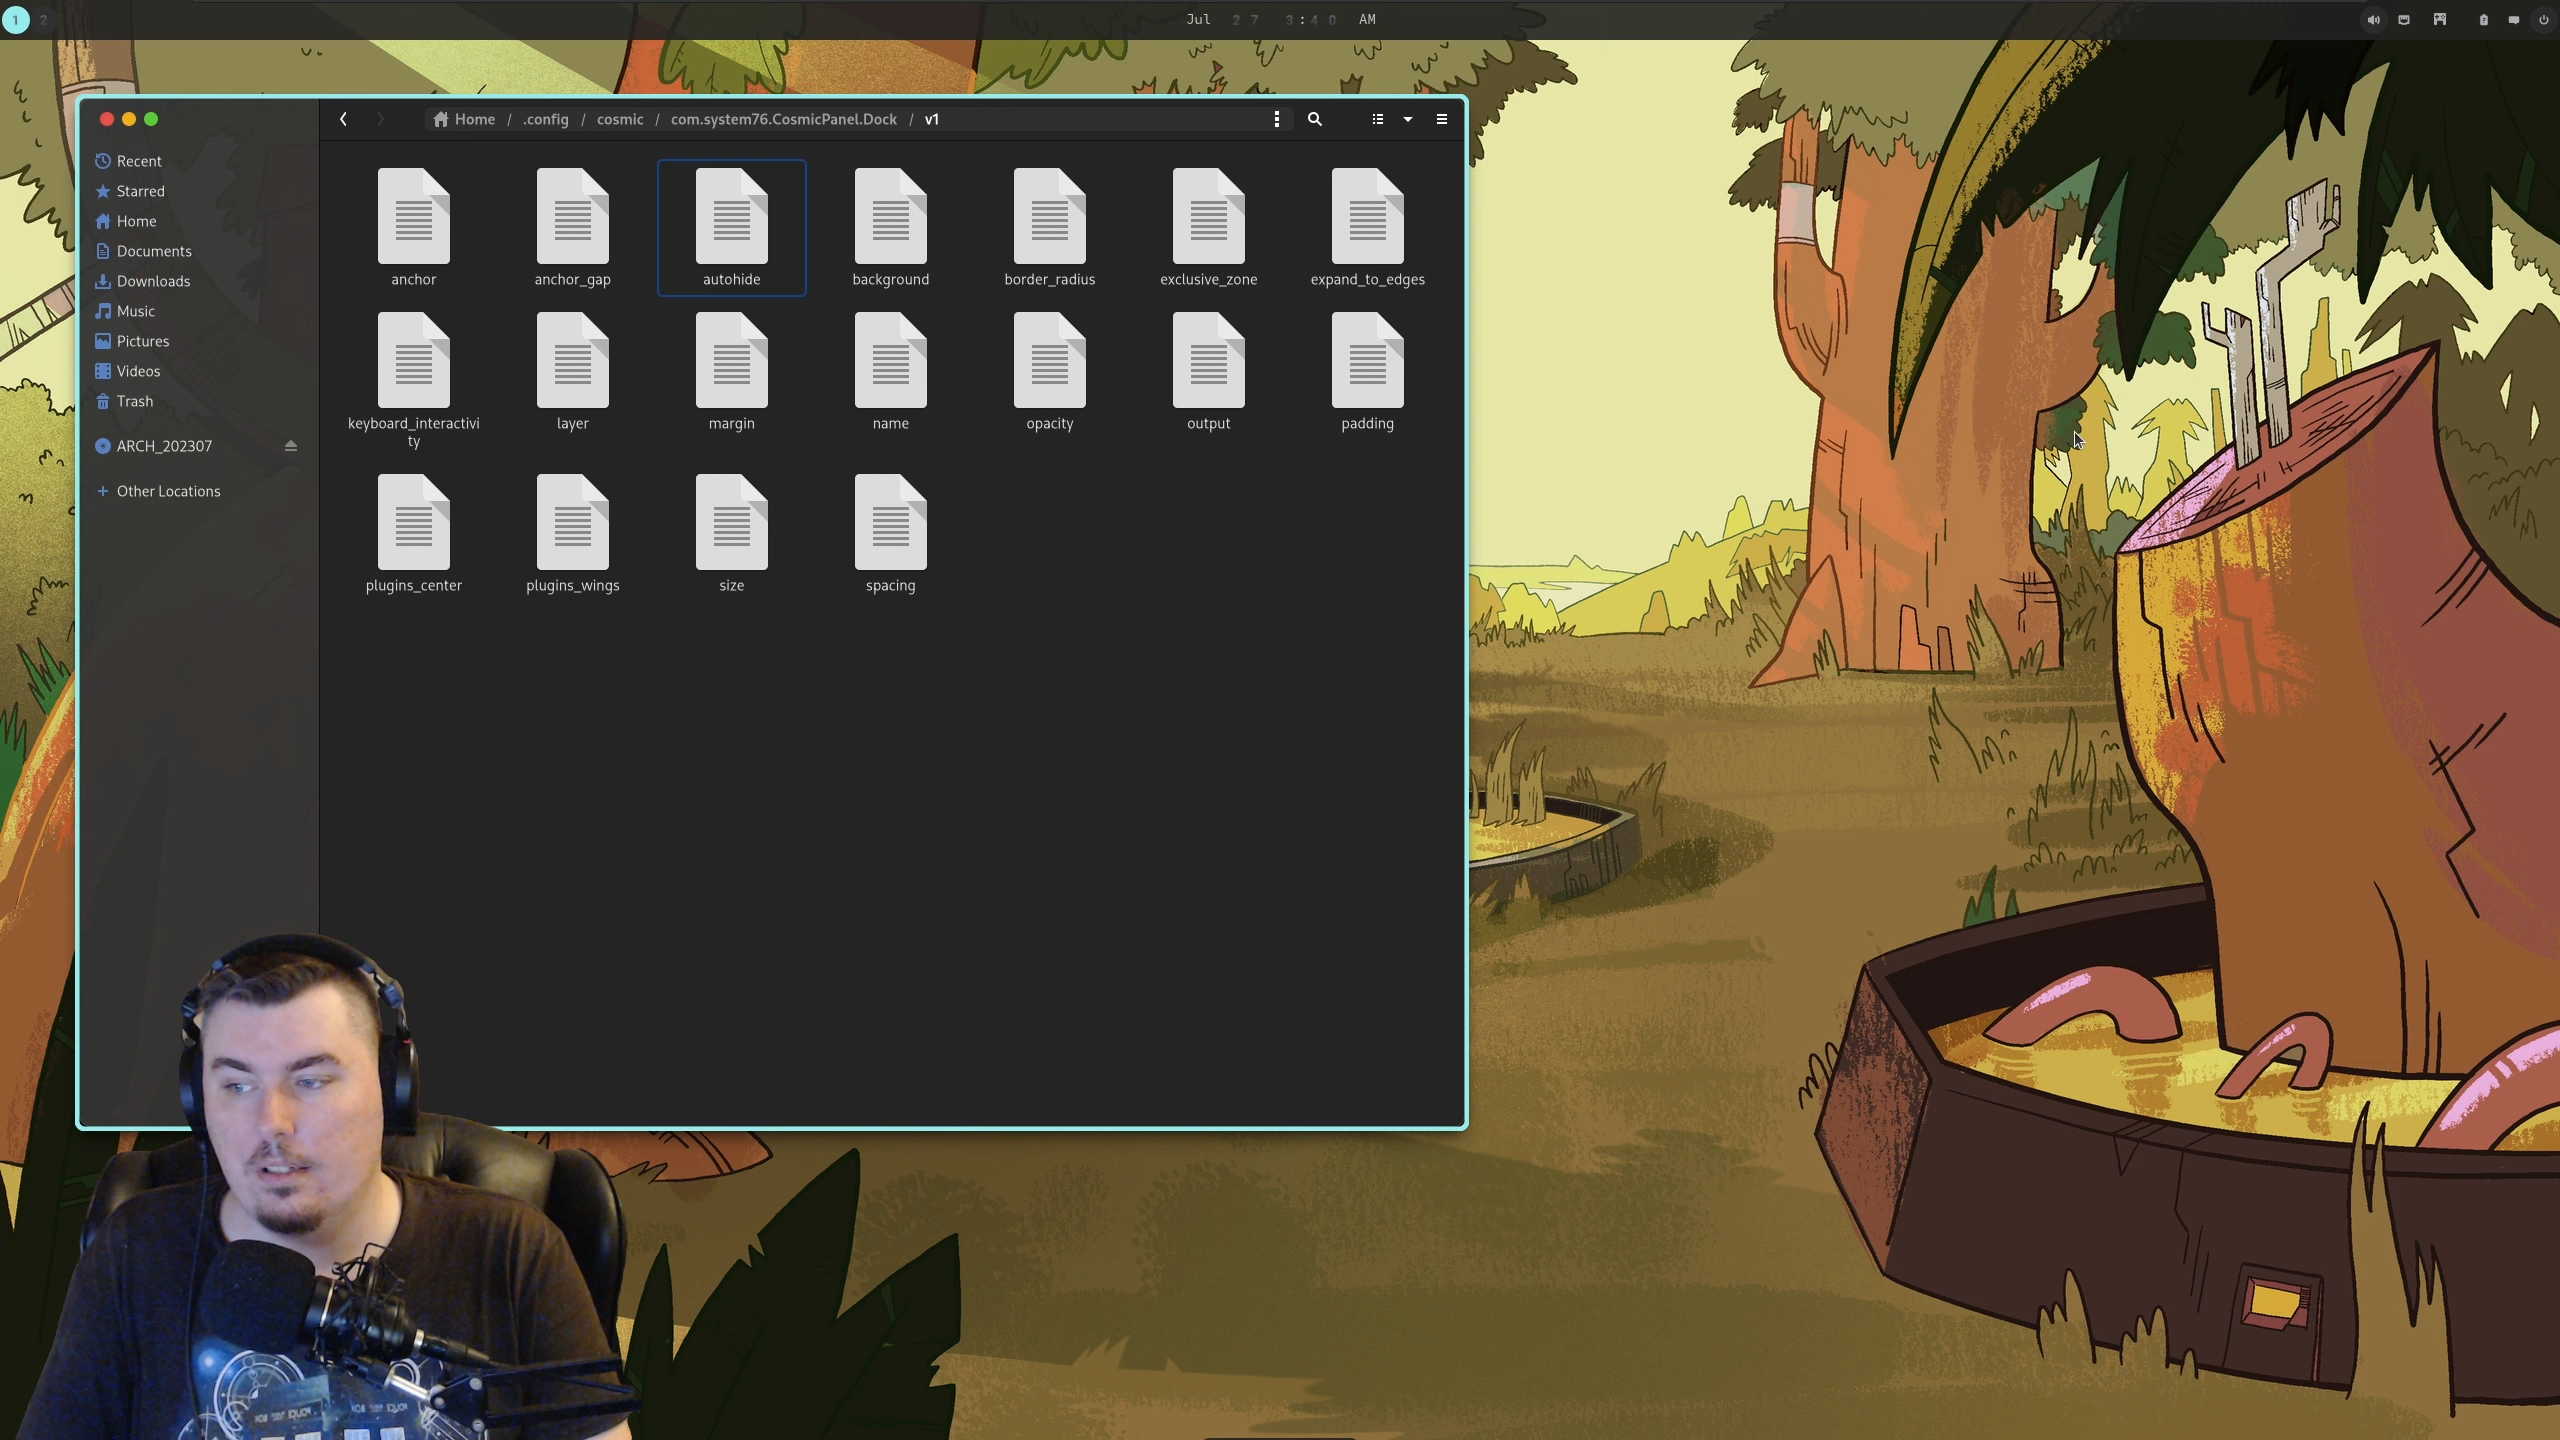 1 2
Jul 27 3:40 AM
Home / .config / cosmic / com.system76.CosmicPanel.Dock / v1
Recent
Starred
Home
Documents
Downloads
Music
Pictures
Videos
Trash
ARCH_202307
Other Locations
anchor anchor_gap autohide background border_radius exclusive_zone expand_to_edges
keyboard_interactivi
ty
layer margin name opacity output padding
plugins_center plugins_wings size spacing